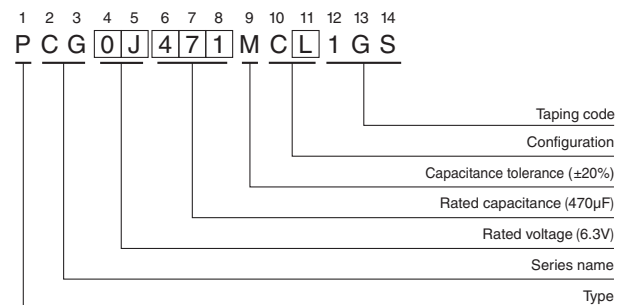 1 2 3 4 5 6 7 8 9 10 11 12 13 14
P C G 0 J 4 7 1 M C L 1 G S
Taping code
Configuration
Capacitance tolerance (±20%)
Rated capacitance (470µF)
Rated voltage (6.3V)
Series name
Type